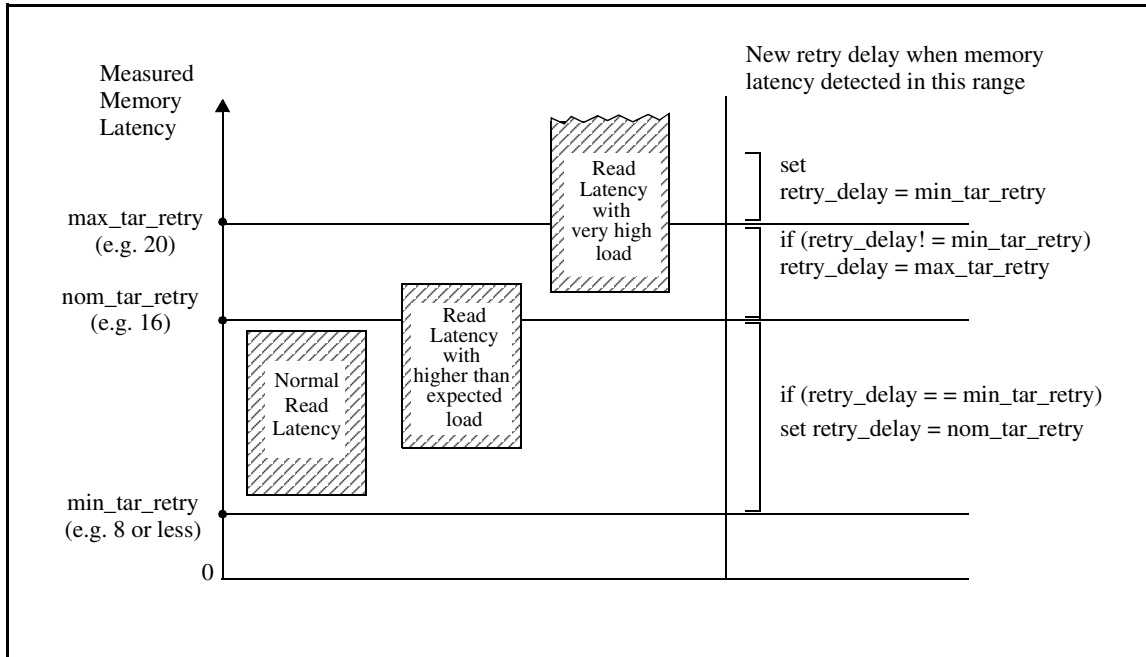 New retry delay when memory
latency detected in this range
Measured
Memory
Latency
max_tar_retry
(e.g. 20)
nom_tar_retry
(e.g. 16)
min_tar_retry
(e.g. 8 or less)
0
Normal
Read
Latency
Read
Latency
with
higher than
expected
load
Read
Latency
with
very high
load
set
retry_delay = min_tar_retry
if (retry_delay! = min_tar_retry)
retry_delay = max_tar_retry
if (retry_delay = = min_tar_retry)
set retry_delay = nom_tar_retry